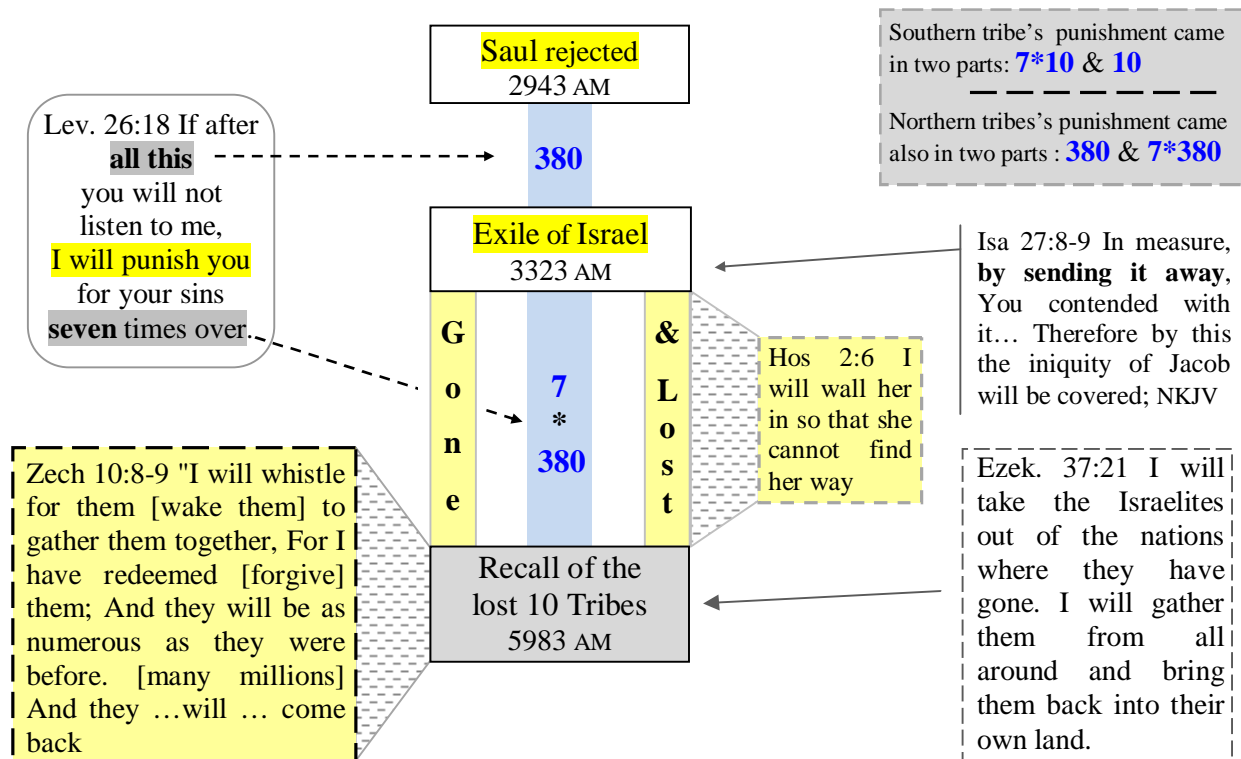 Saul rejected
2943 AM
Southern tribe's punishment came
in two parts: 7*10 & 10
Northern tribes's punishment came
also in two parts : 380 & 7*380
Lev. 26:18 If after
all this
you will not
listen to me,
I will punish you
for your sins
seven times over.
380
Exile of Israel
3323 AM
Isa 27:8-9 In measure,
by sending it away,
You contended with
it… Therefore by this
the iniquity of Jacob
will be covered; NKJV
G
o
n
e
7
*
380
&
L
o
s
t
Hos 2:6 I
will wall her
in so that she
cannot find
her way
Zech 10:8-9 "I will whistle
for them [wake them] to
gather them together, For I
have redeemed [forgive]
them; And they will be as
numerous as they were
before. [many millions]
And they …will … come
back
Recall of the
lost 10 Tribes
5983 AM
Ezek. 37:21 I will
take the Israelites
out of the nations
where they have
gone. I will gather
them from all
around and bring
them back into their
own land.